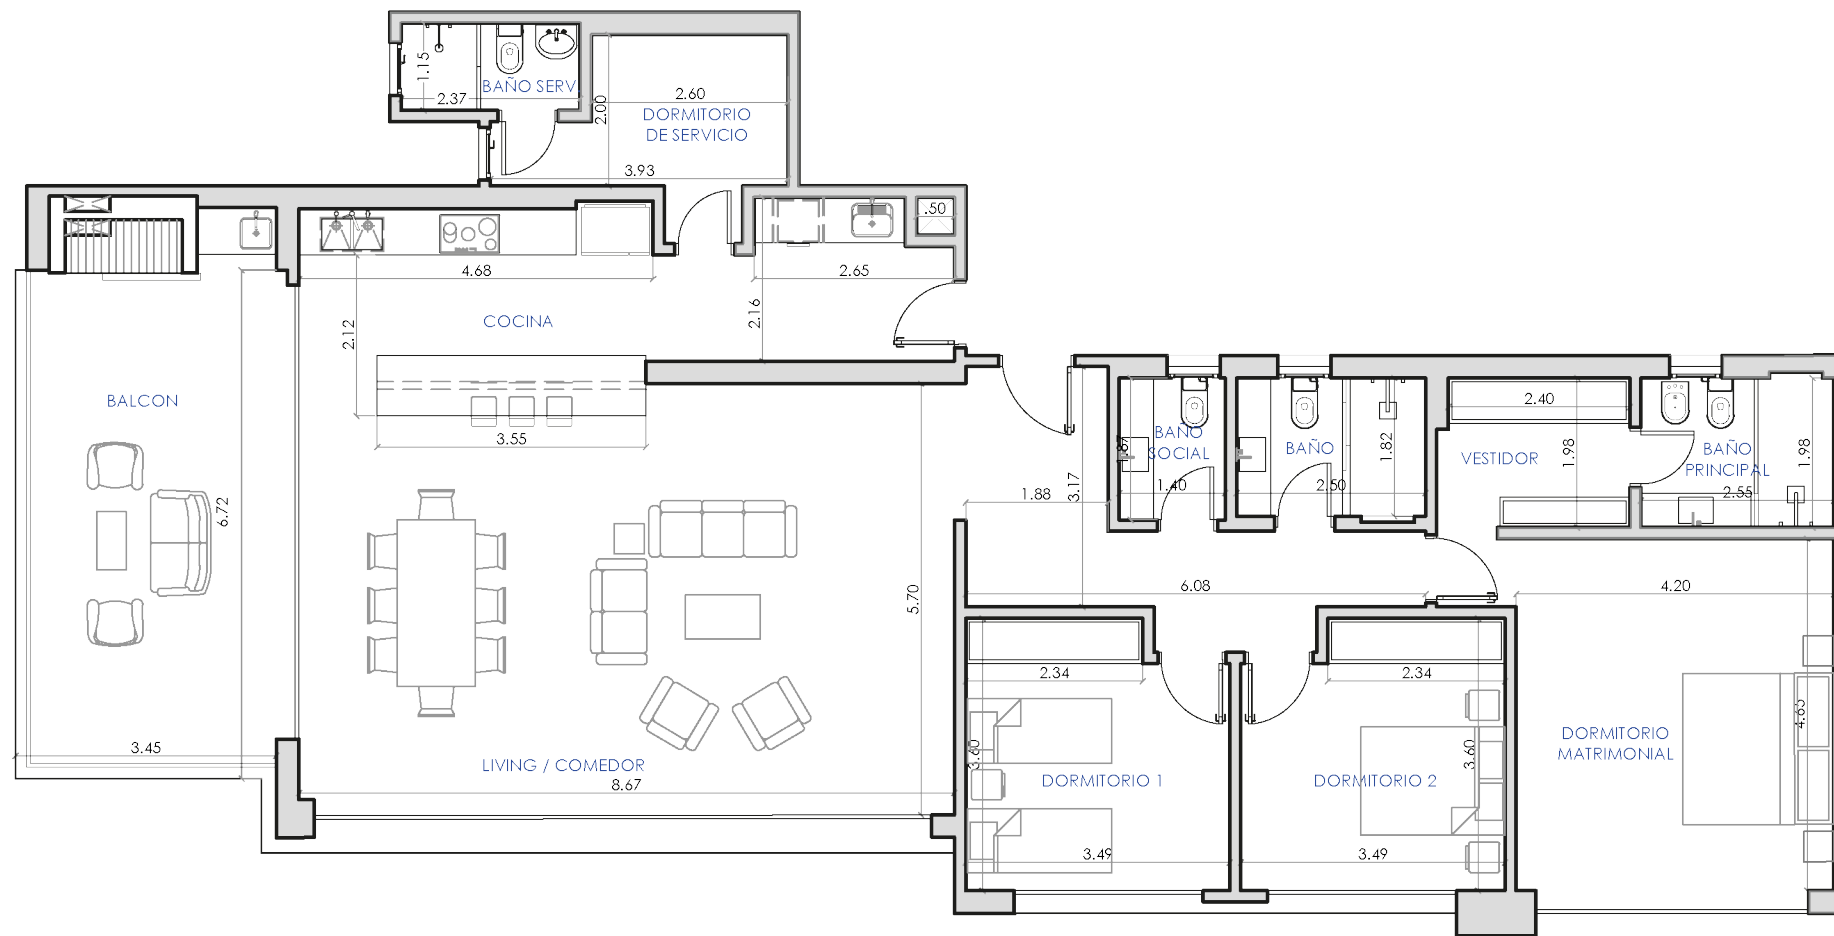 1.15
BAÑO SERV.
2.37
2.00
2.60
DORMITORIO
DE SERVICIO
3.93
.50
4.68
2.65
COCINA
2.12
2.16
BALCON
3.55
6.72
1.87
BAÑO
SOCIAL
1.40
BAÑO
1.82
2.50
2.40
VESTIDOR
1.98
BAÑO
PRINCIPAL
1.98
2.55
1.88
3.17
6.08
4.20
5.70
2.34
2.34
3.45
LIVING / COMEDOR
8.67
3.60
DORMITORIO 1
3.49
3.60
DORMITORIO 2
3.49
DORMITORIO
MATRIMONIAL
4.65